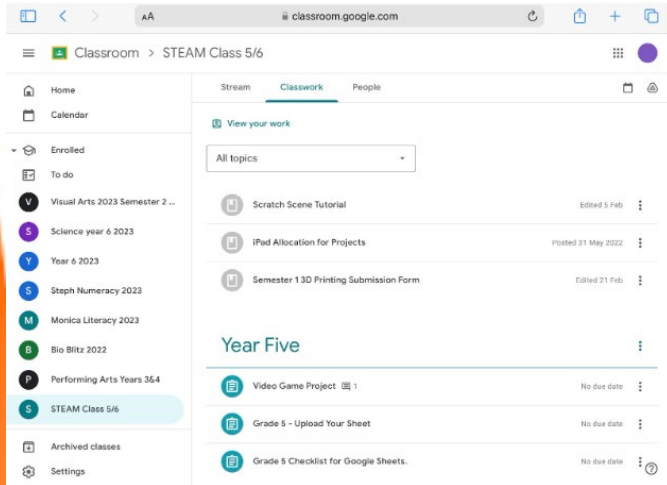 AA classroom.google.com
Classroom > STEAM Class 5/6
Home
Calendar
Enrolled
To do
V Visual Arts 2023 Semester 2 ...
S Science year 6 2023
Y Year 6 2023
S Steph Numeracy 2023
M Monica Literacy 2023
B Bio Blitz 2022
P Performing Arts Years 3&4
S STEAM Class 5/6
Archived classes
Settings
Stream Classwork People
View your work
All topics
Scratch Scene Tutorial Edited 5 Feb
iPad Allocation for Projects Posted 31 May 2022
Semester 1 3D Printing Submission Form Edited 21 Feb
Year Five
Video Game Project 1 No due date
Grade 5 - Upload Your Sheet No due date
Grade 5 Checklist for Google Sheets. No due date